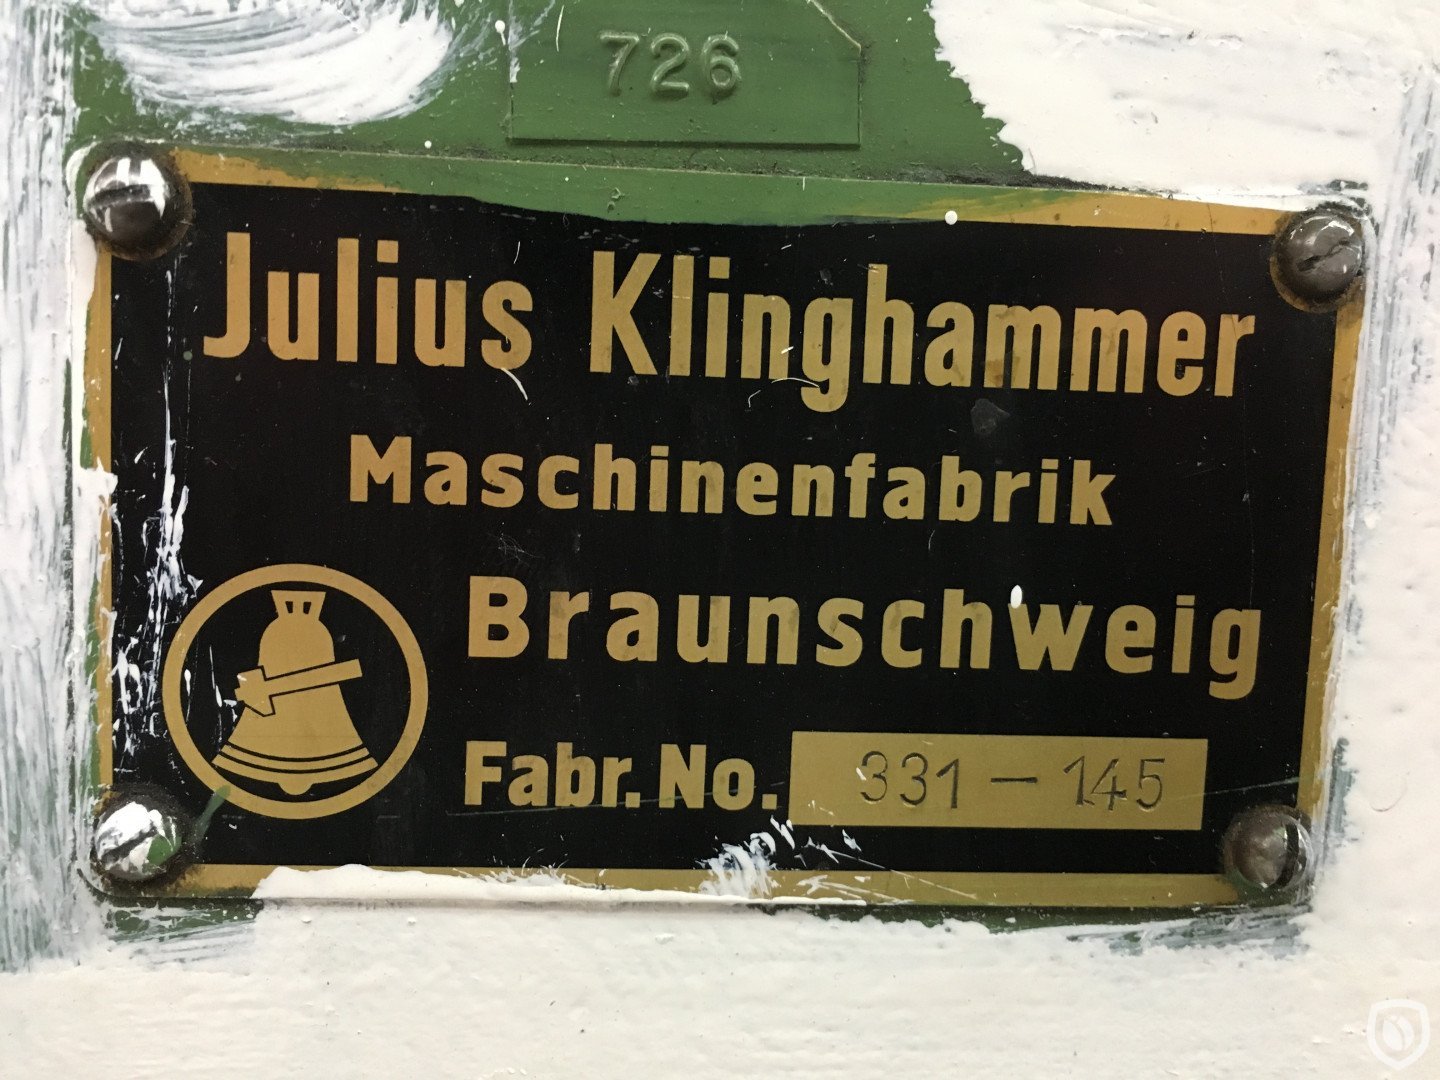 726
Julius Klinghammer
Maschinenfabrik
Braunschweig
Fabr. No. 331 – 145